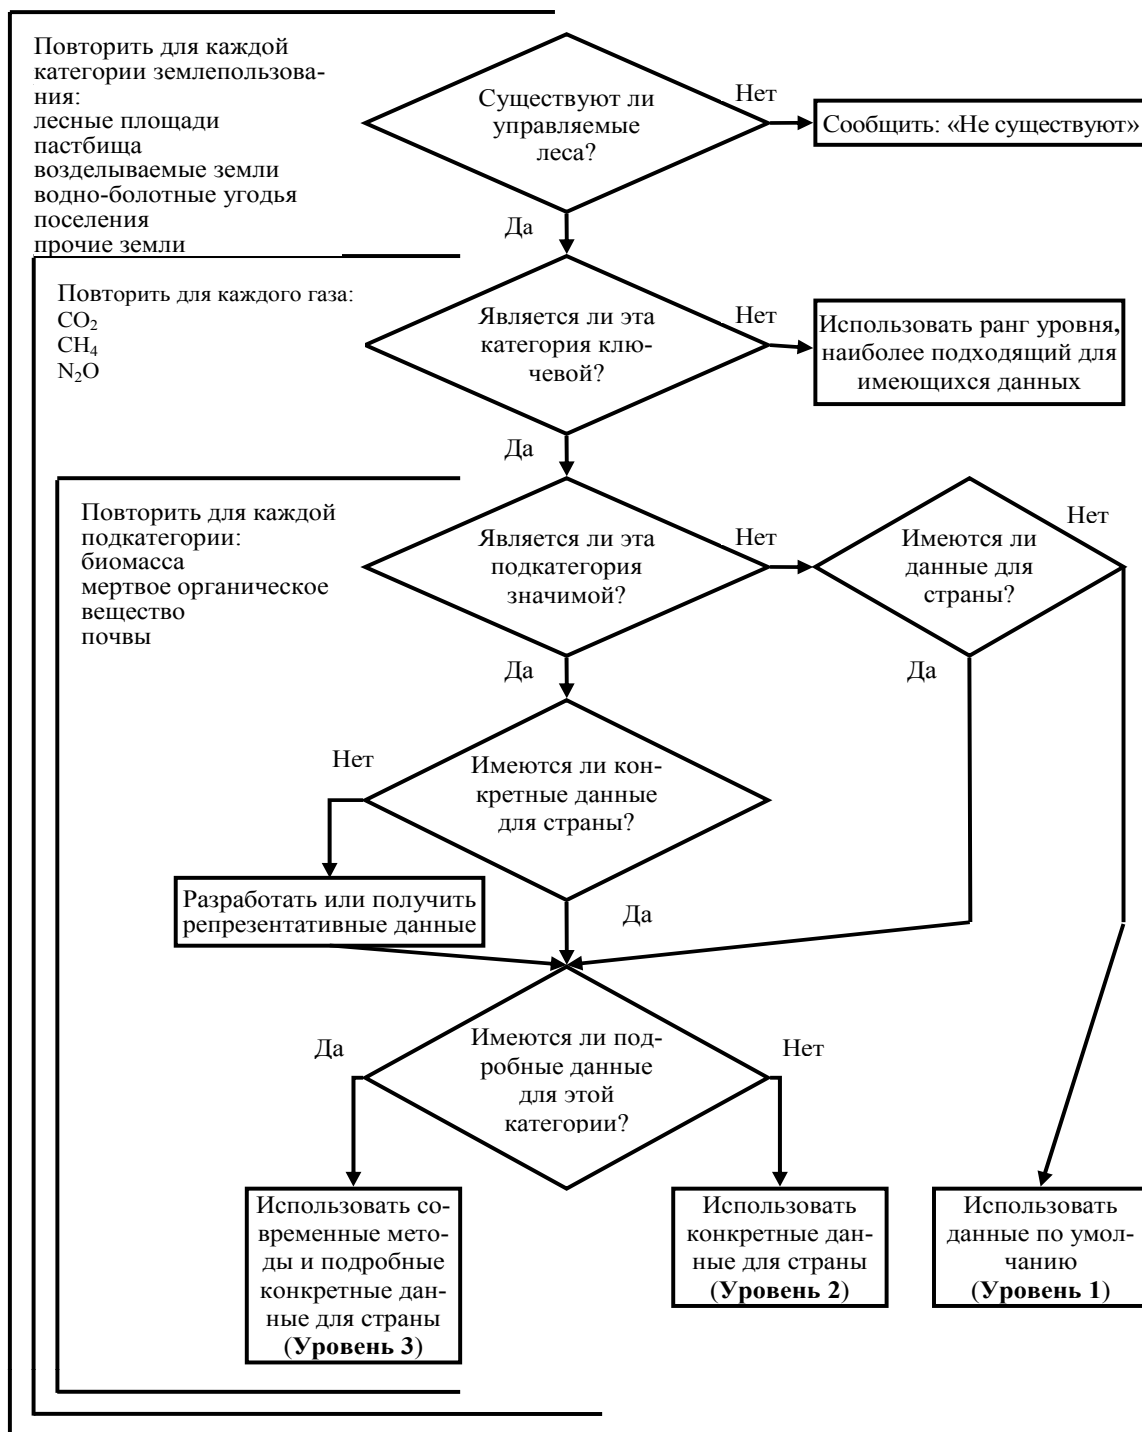 Повторить для каждой
категории землепользова-
ния:
лесные площади
пастбища
возделываемые земли
водно-болотные угодья
поселения
прочие земли
Существуют ли
управляемые
леса?
Нет
Сообщить: «Не существуют»
Да
Повторить для каждого газа:
CO₂
CH₄
N₂O
Является ли эта
категория клю-
чевой?
Нет
Использовать ранг уровня,
наиболее подходящий для
имеющихся данных
Да
Повторить для каждой
подкатегории:
биомасса
мертвое органическое
вещество
почвы
Является ли эта
подкатегория
значимой?
Нет
Имеются ли
данные для
страны?
Нет
Да
Да
Имеются ли кон-
кретные данные
для страны?
Нет
Разработать или получить
репрезентативные данные
Да
Имеются ли под-
робные данные
для этой
категории?
Да
Нет
Использовать со-
временные мето-
ды и подробные
конкретные дан-
ные для страны
(Уровень 3)
Использовать
конкретные дан-
ные для страны
(Уровень 2)
Использовать
данные по умол-
чанию
(Уровень 1)